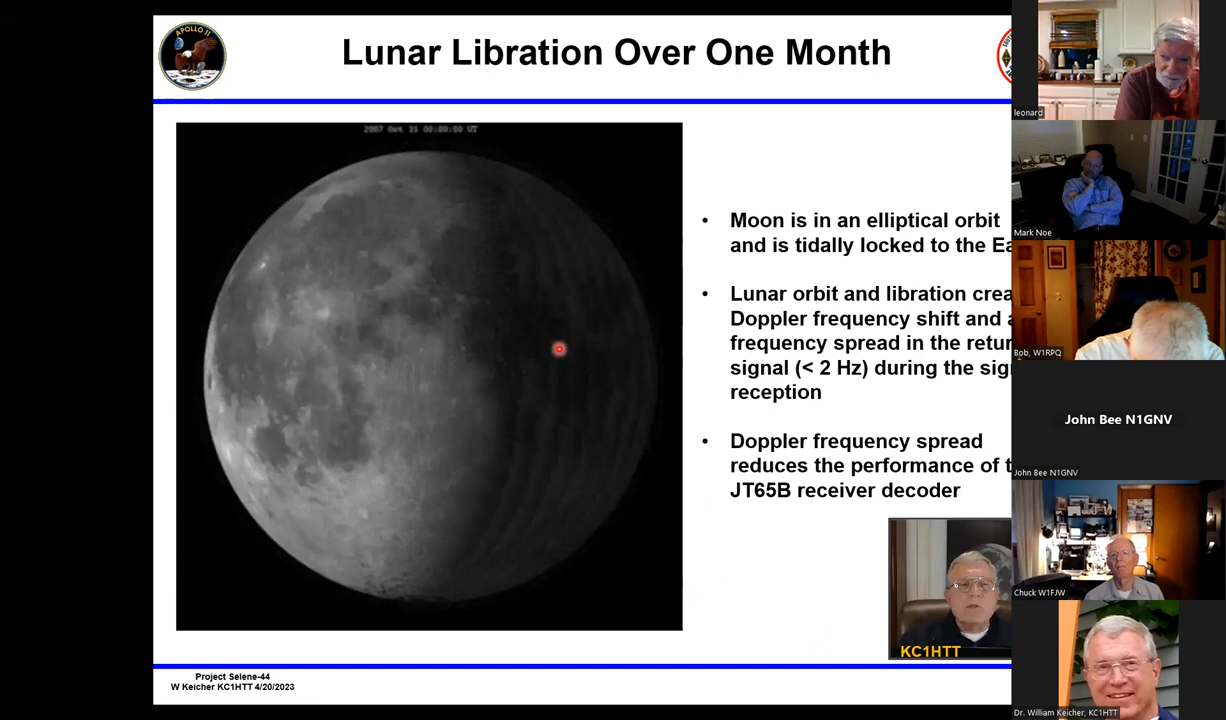 APOLLO 11
Lunar Libration Over One Month
2007 Oct 31 00:00:00 UT
• Moon is in an elliptical orbit
and is tidally locked to the Ea
• Lunar orbit and libration crea
Doppler frequency shift and a
frequency spread in the retur
signal (< 2 Hz) during the sig
reception
• Doppler frequency spread
reduces the performance of t
JT65B receiver decoder
KC1HTT
Project Selene-44
W Keicher KC1HTT 4/20/2023
leonard
Mark Noe
Bob, W1RPQ
John Bee N1GNV
John Bee N1GNV
Chuck W1FJW
Dr. William Keicher, KC1HTT